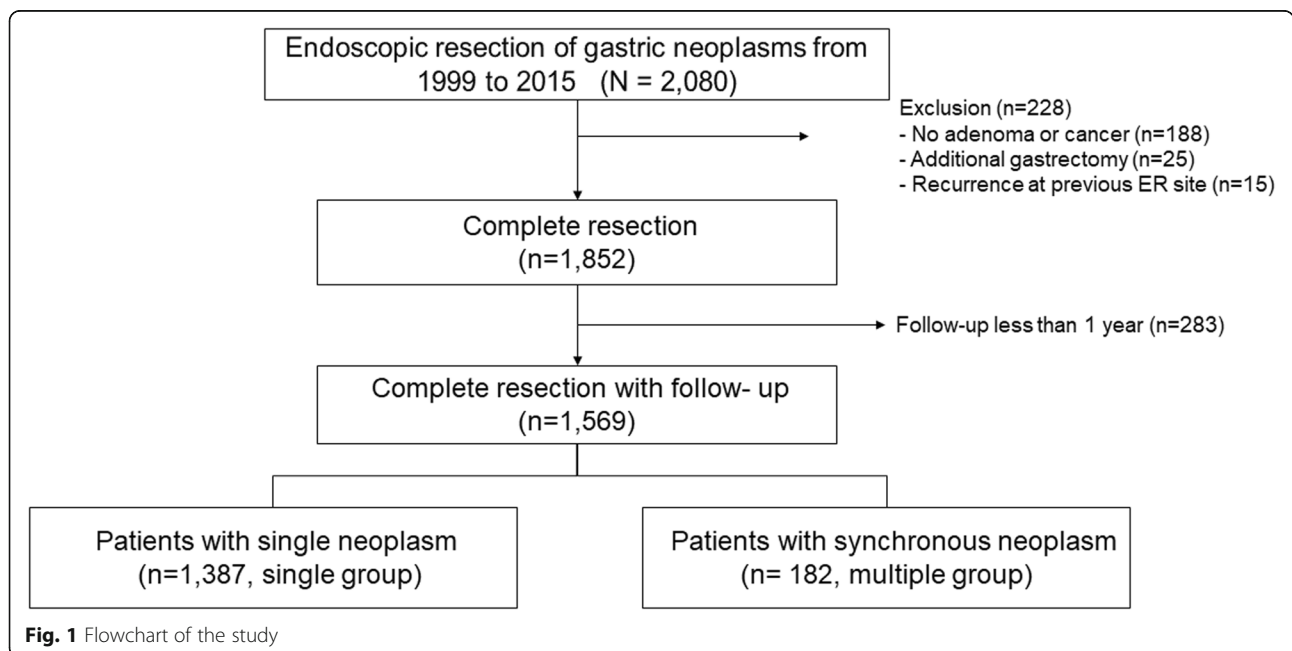 Endoscopic resection of gastric neoplasms from
1999 to 2015 (N = 2,080)
Exclusion (n=228)
- No adenoma or cancer (n=188)
- Additional gastrectomy (n=25)
- Recurrence at previous ER site (n=15)
Complete resection
(n=1,852)
Follow-up less than 1 year (n=283)
Complete resection with follow- up
(n=1,569)
Patients with single neoplasm
(n=1,387, single group)
Patients with synchronous neoplasm
(n= 182, multiple group)
Fig. 1 Flowchart of the study